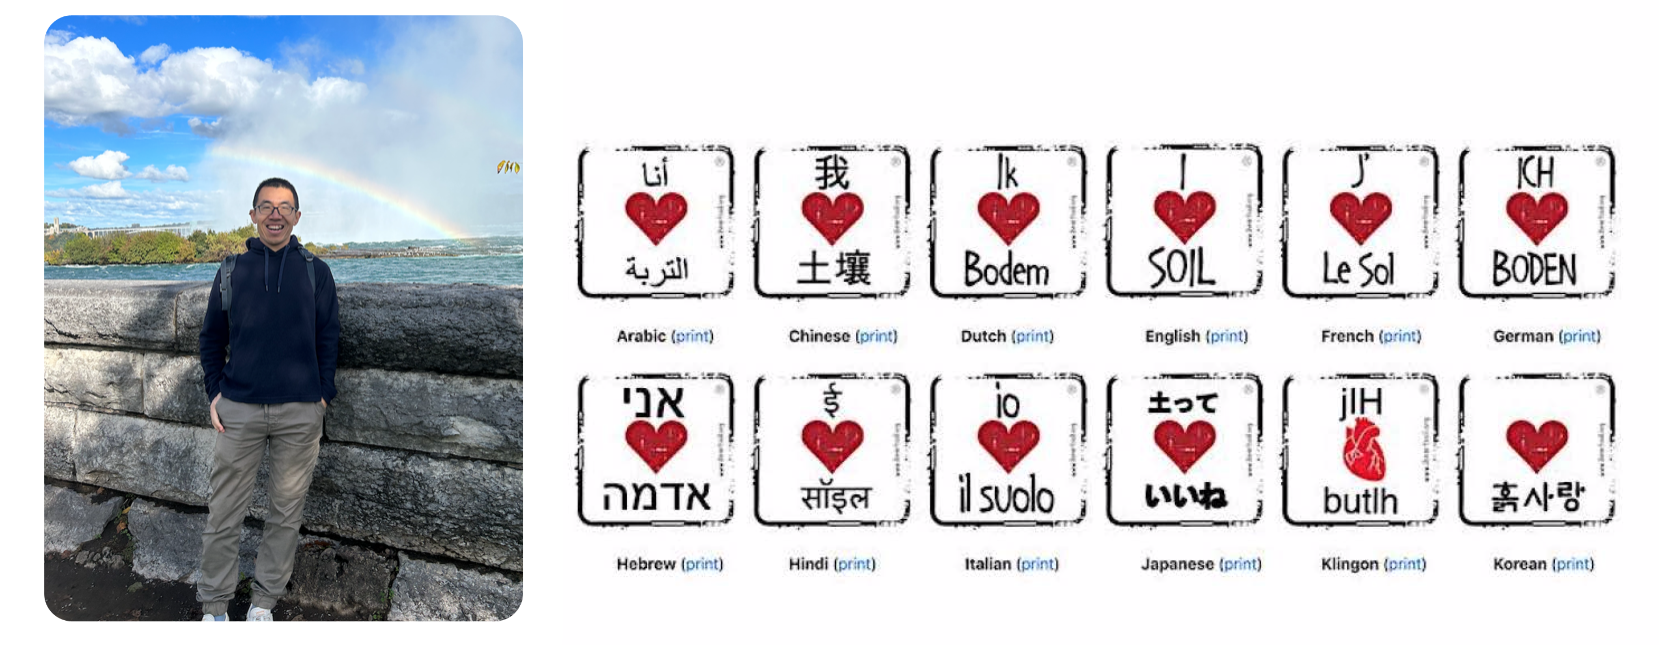 أنا
التربة
Arabic (print)
我
土壤
Chinese (print)
Ik
Bodem
Dutch (print)
I
SOIL
English (print)
J'
Le Sol
French (print)
ICH
BODEN
German (print)
אני
אדמה
Hebrew (print)
ई
सॉइल
Hindi (print)
io
il suolo
Italian (print)
土って
いいね
Japanese (print)
jIH
butlh
Klingon (print)
흙사랑
Korean (print)